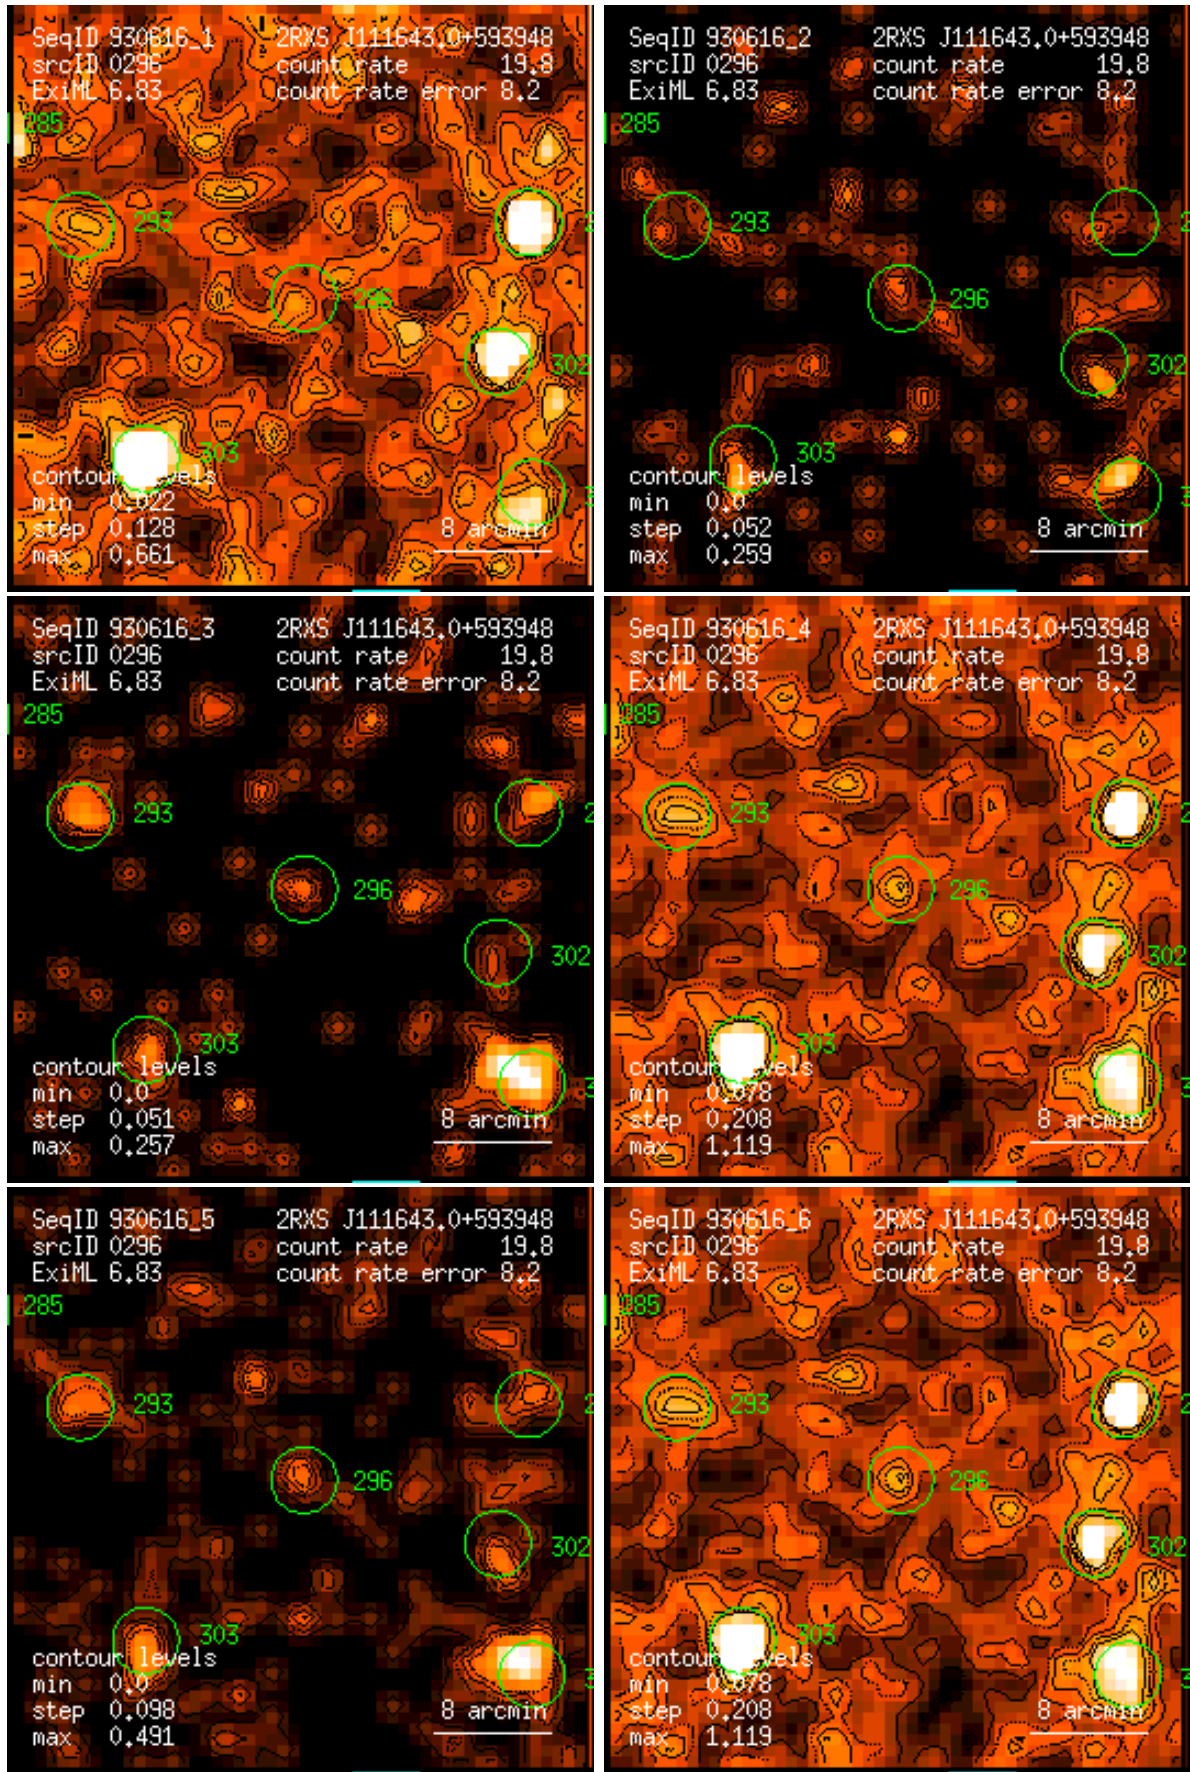 SeqID 930616_1 2RXS J111643.0+593948
srcID 0296 count rate 19.8
ExiML 6.83 count rate error 8.2
285
293
296
302
303
contour levels
min 0.022
step 0.128 8 arcmin
max 0.661
SeqID 930616_2 2RXS J111643.0+593948
srcID 0296 count rate 19.8
ExiML 6.83 count rate error 8.2
285
293
296
302
303
contour levels
min 0.0
step 0.052 8 arcmin
max 0.259
SeqID 930616_3 2RXS J111643.0+593948
srcID 0296 count rate 19.8
ExiML 6.83 count rate error 8.2
285
293
296
302
303
contour levels
min 0.0
step 0.051 8 arcmin
max 0.257
SeqID 930616_4 2RXS J111643.0+593948
srcID 0296 count rate 19.8
ExiML 6.83 count rate error 8.2
285
293
296
302
303
contour levels
min 0.078
step 0.208 8 arcmin
max 1.119
SeqID 930616_5 2RXS J111643.0+593948
srcID 0296 count rate 19.8
ExiML 6.83 count rate error 8.2
285
293
296
302
303
contour levels
min 0.0
step 0.098 8 arcmin
max 0.491
SeqID 930616_6 2RXS J111643.0+593948
srcID 0296 count rate 19.8
ExiML 6.83 count rate error 8.2
285
293
296
302
303
contour levels
min 0.078
step 0.208 8 arcmin
max 1.119